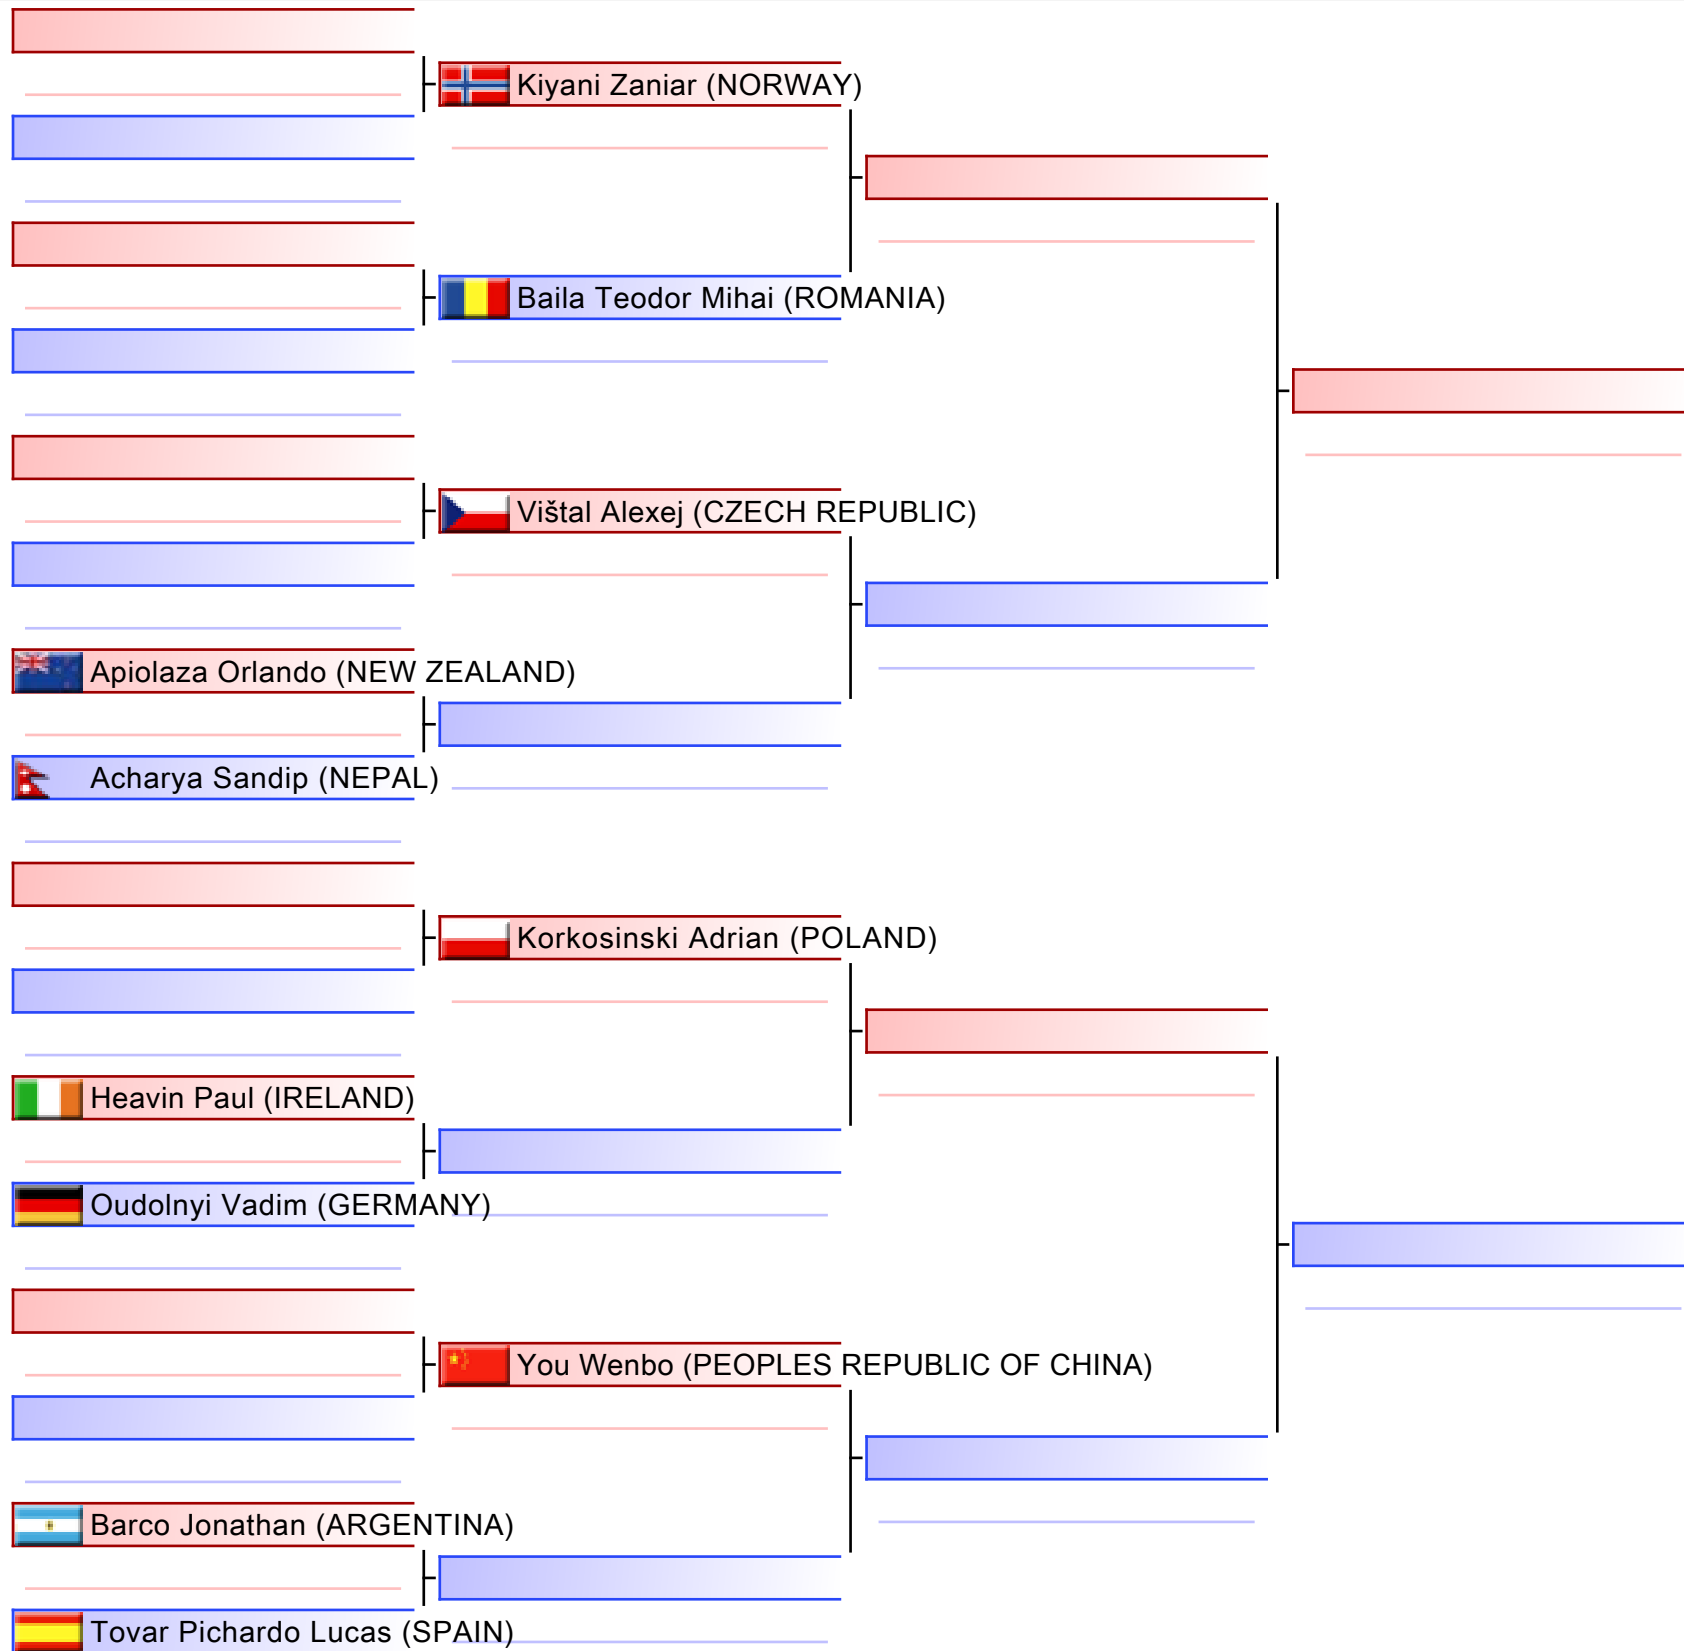 Kiyani Zaniar (NORWAY)
Baila Teodor Mihai (ROMANIA)
Vištal Alexej (CZECH REPUBLIC)
Apiolaza Orlando (NEW ZEALAND)
Acharya Sandip (NEPAL)
Korkosinski Adrian (POLAND)
Heavin Paul (IRELAND)
Oudolnyi Vadim (GERMANY)
You Wenbo (PEOPLES REPUBLIC OF CHINA)
Barco Jonathan (ARGENTINA)
Tovar Pichardo Lucas (SPAIN)